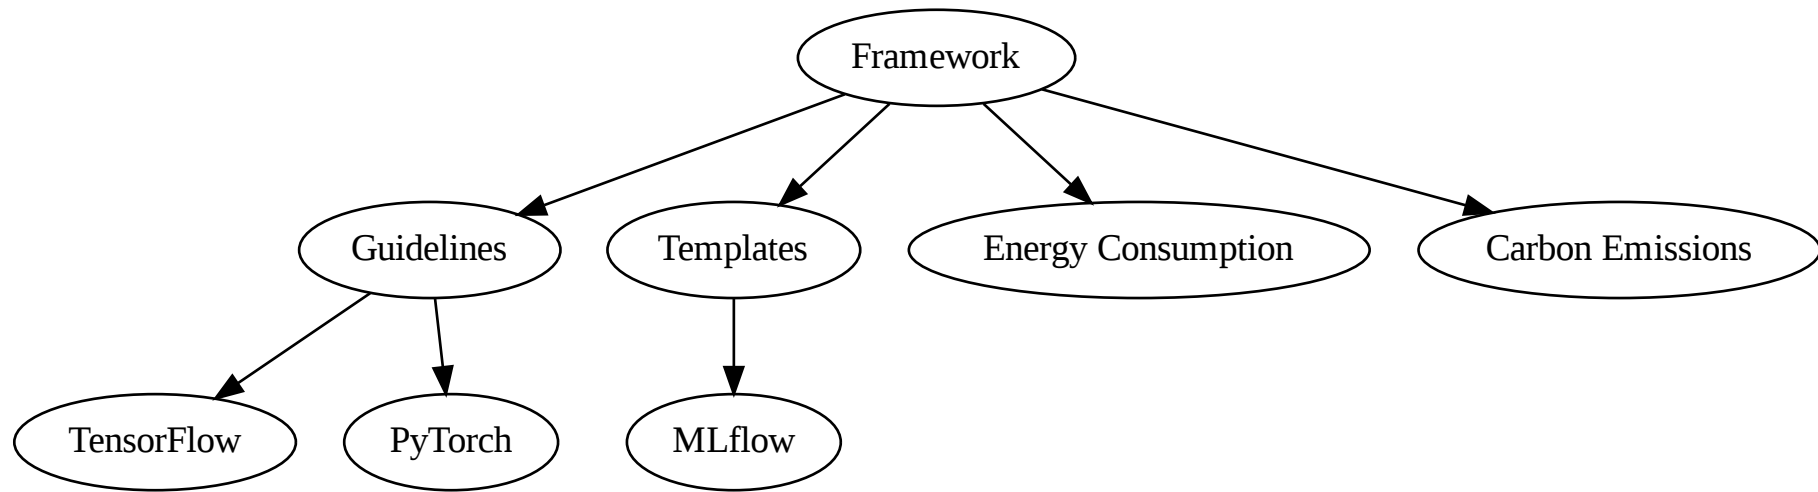 Framework
Guidelines
Templates
Energy Consumption
Carbon Emissions
TensorFlow
PyTorch
MLflow